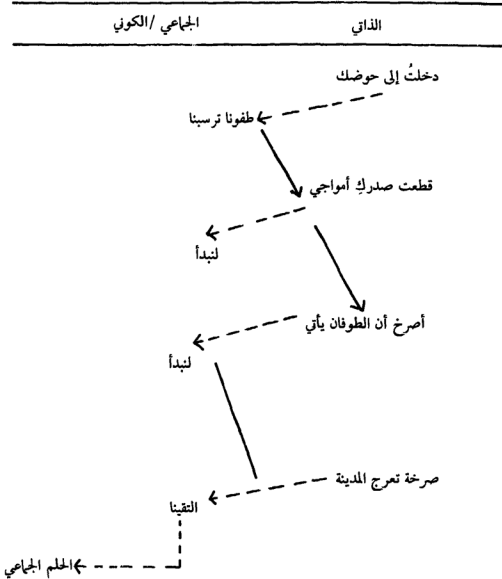 الذاتي
الجماعي /الكوني
دخلتُ إلى حوضك
طفونا ترسبنا
قطعت صدركِ أمواجي
لنبدأ
أصرخ أن الطوفان يأتي
لنبدأ
صرخة تعرج المدينة
التقينا
الحلم الجماعي